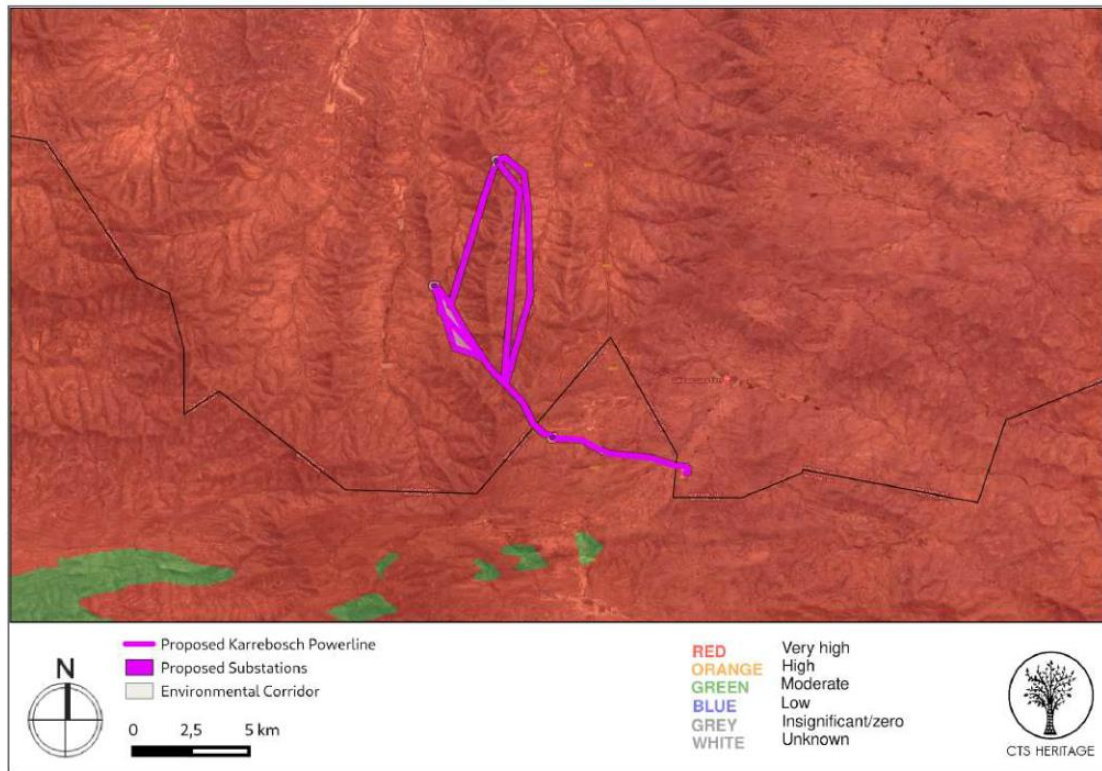 Proposed Karrebosch Powerline
Proposed Substations
Environmental Corridor
N
0 2,5 5 km
RED Very high
ORANGE High
GREEN Moderate
BLUE Low
GREY Insignificant/zero
WHITE Unknown
CTS HERITAGE